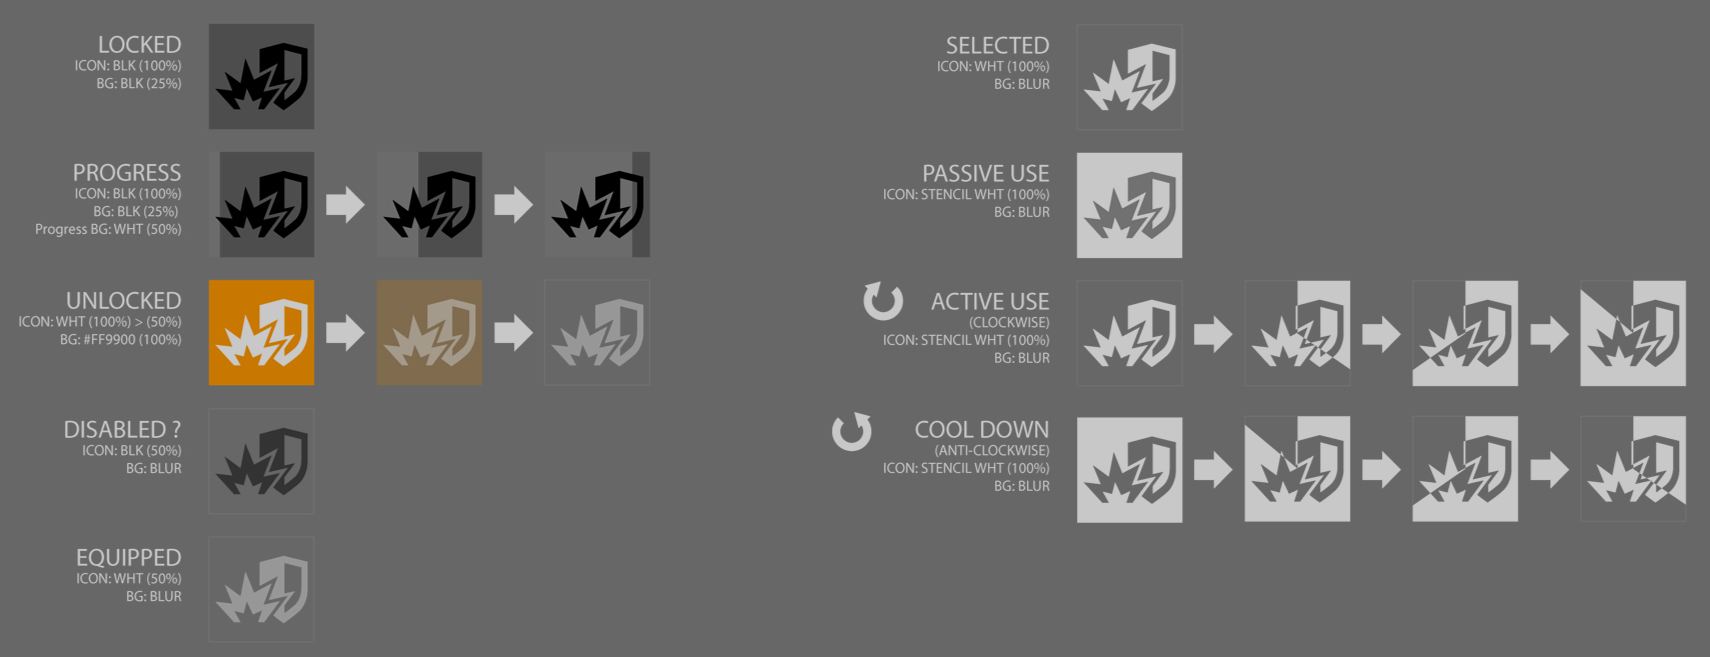 LOCKED
ICON: BLK (100%)
BG: BLK (25%)
PROGRESS
ICON: BLK (100%)
BG: BLK (25%)
Progress BG: WHT (50%)
UNLOCKED
ICON: WHT (100%) > (50%)
BG: #FF9900 (100%)
DISABLED ?
ICON: BLK (50%)
BG: BLUR
EQUIPPED
ICON: WHT (50%)
BG: BLUR
SELECTED
ICON: WHT (100%)
BG: BLUR
PASSIVE USE
ICON: STENCIL WHT (100%)
BG: BLUR
ACTIVE USE
(CLOCKWISE)
ICON: STENCIL WHT (100%)
BG: BLUR
COOL DOWN
(ANTI-CLOCKWISE)
ICON: STENCIL WHT (100%)
BG: BLUR